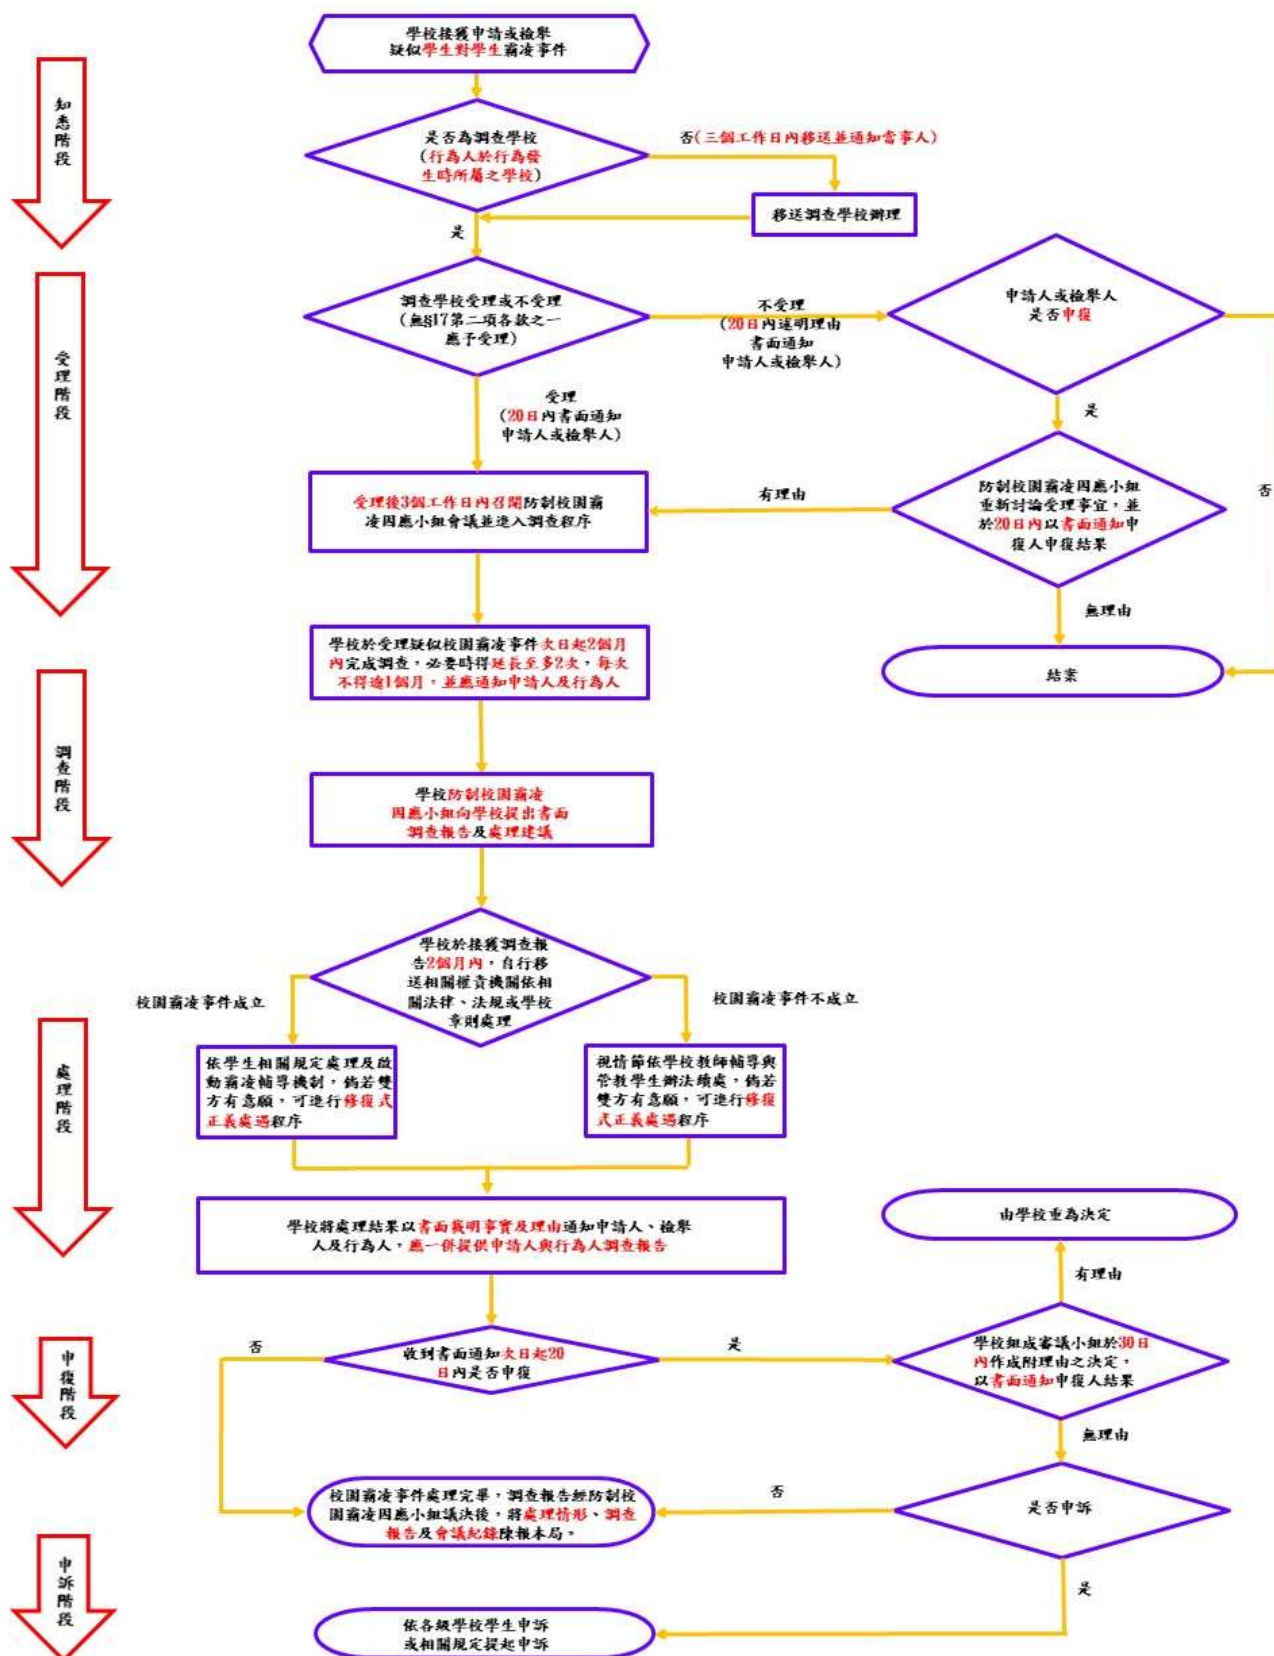 學校接獲申請或檢舉
疑似學生對學生霸凌事件
知悉階段
是否為調查學校
(行為人於行為發
生時所屬之學校)
否(三個工作日內移送並通知當事人)
移送調查學校辦理
是
受理階段
調查學校受理或不受理
(無§17第二項各款之一
應予受理)
不受理
(20日內述明理由
書面通知
申請人或檢舉人)
申請人或檢舉人
是否申復
受理
(20日內書面通知
申請人或檢舉人)
是
否
受理後3個工作日內召開防制校園霸
凌因應小組會議並進入調查程序
有理由
防制校園霸凌因應小組
重新討論受理事宜，並
於20日內以書面通知申
復人申復結果
無理由
結案
學校於受理疑似校園霸凌事件次日起2個月
內完成調查，必要時得延長至多2次，每次
不得逾1個月，並應通知申請人及行為人
調查階段
學校防制校園霸凌
因應小組向學校提出書面
調查報告及處理建議
學校於接獲調查報
告2個月內，自行移
送相關權責機關依相
關法律、法規或學校
章則處理
校園霸凌事件成立
校園霸凌事件不成立
處理階段
依學生相關規定處理及啟
動霸凌輔導機制，倘若雙
方有意願，可進行修復式
正義處遇程序
視情節依學校教師輔導與
管教學生辦法續處，倘若
雙方有意願，可進行修復
式正義處遇程序
學校將處理結果以書面載明事實及理由通知申請人、檢舉
人及行為人，應一併提供申請人與行為人調查報告
由學校重為決定
有理由
申復階段
否
收到書面通知次日起20
日內是否申復
是
學校組成審議小組於30日
內作成附理由之決定，
以書面通知申復人結果
無理由
校園霸凌事件處理完畢，調查報告經防制校
園霸凌因應小組議決後，將處理情形、調查
報告及會議紀錄陳報本局。
否
是否申訴
是
申訴階段
依各級學校學生申訴
或相關規定提起申訴